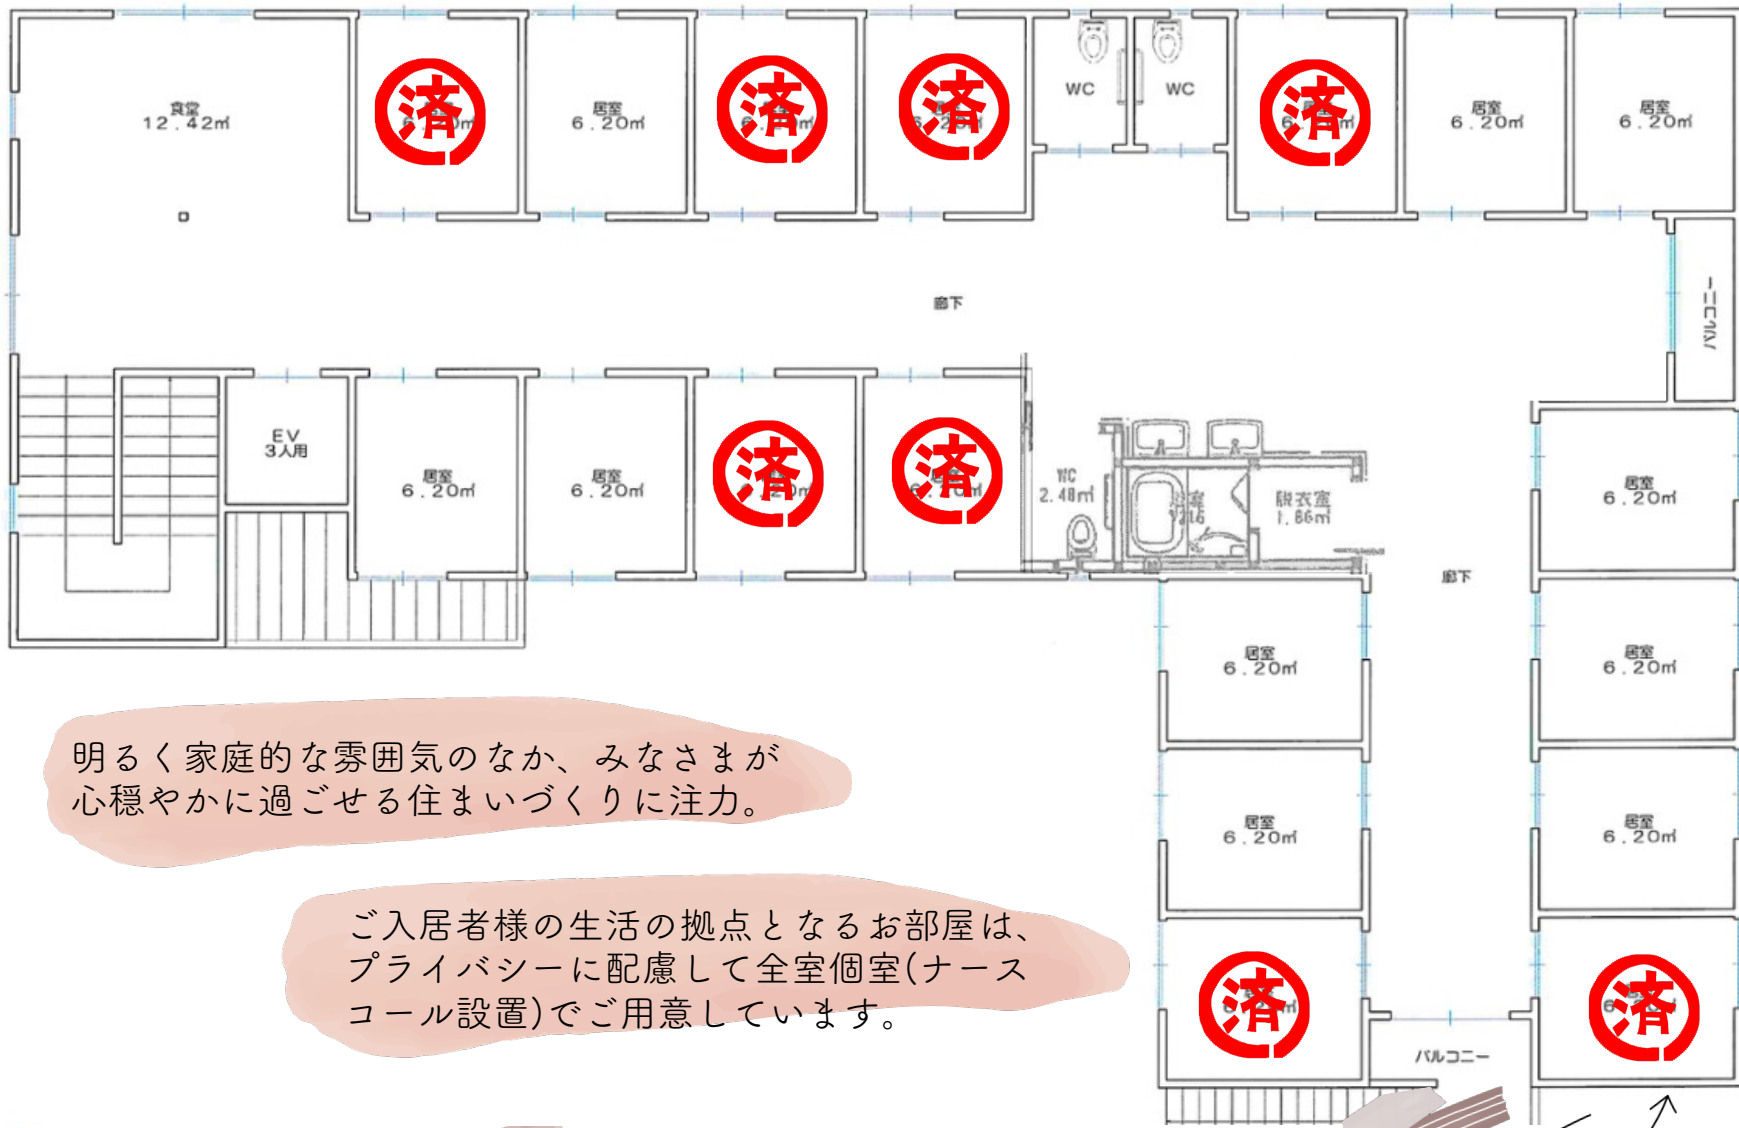 食堂
12.42㎡
済
居室
6.20㎡
済
済
WC
WC
済
居室
6.20㎡
居室
6.20㎡
廊下
バルコニー
EV
3人用
居室
6.20㎡
居室
6.20㎡
済
済
WC
2.48㎡
脱衣室
1.86㎡
居室
6.20㎡
廊下
居室
6.20㎡
居室
6.20㎡
居室
6.20㎡
居室
6.20㎡
済
済
バルコニー
明るく家庭的な雰囲気のなか、みなさまが
心穏やかに過ごせる住まいづくりに注力。
ご入居者様の生活の拠点となるお部屋は、
プライバシーに配慮して全室個室(ナース
コール設置)でご用意しています。